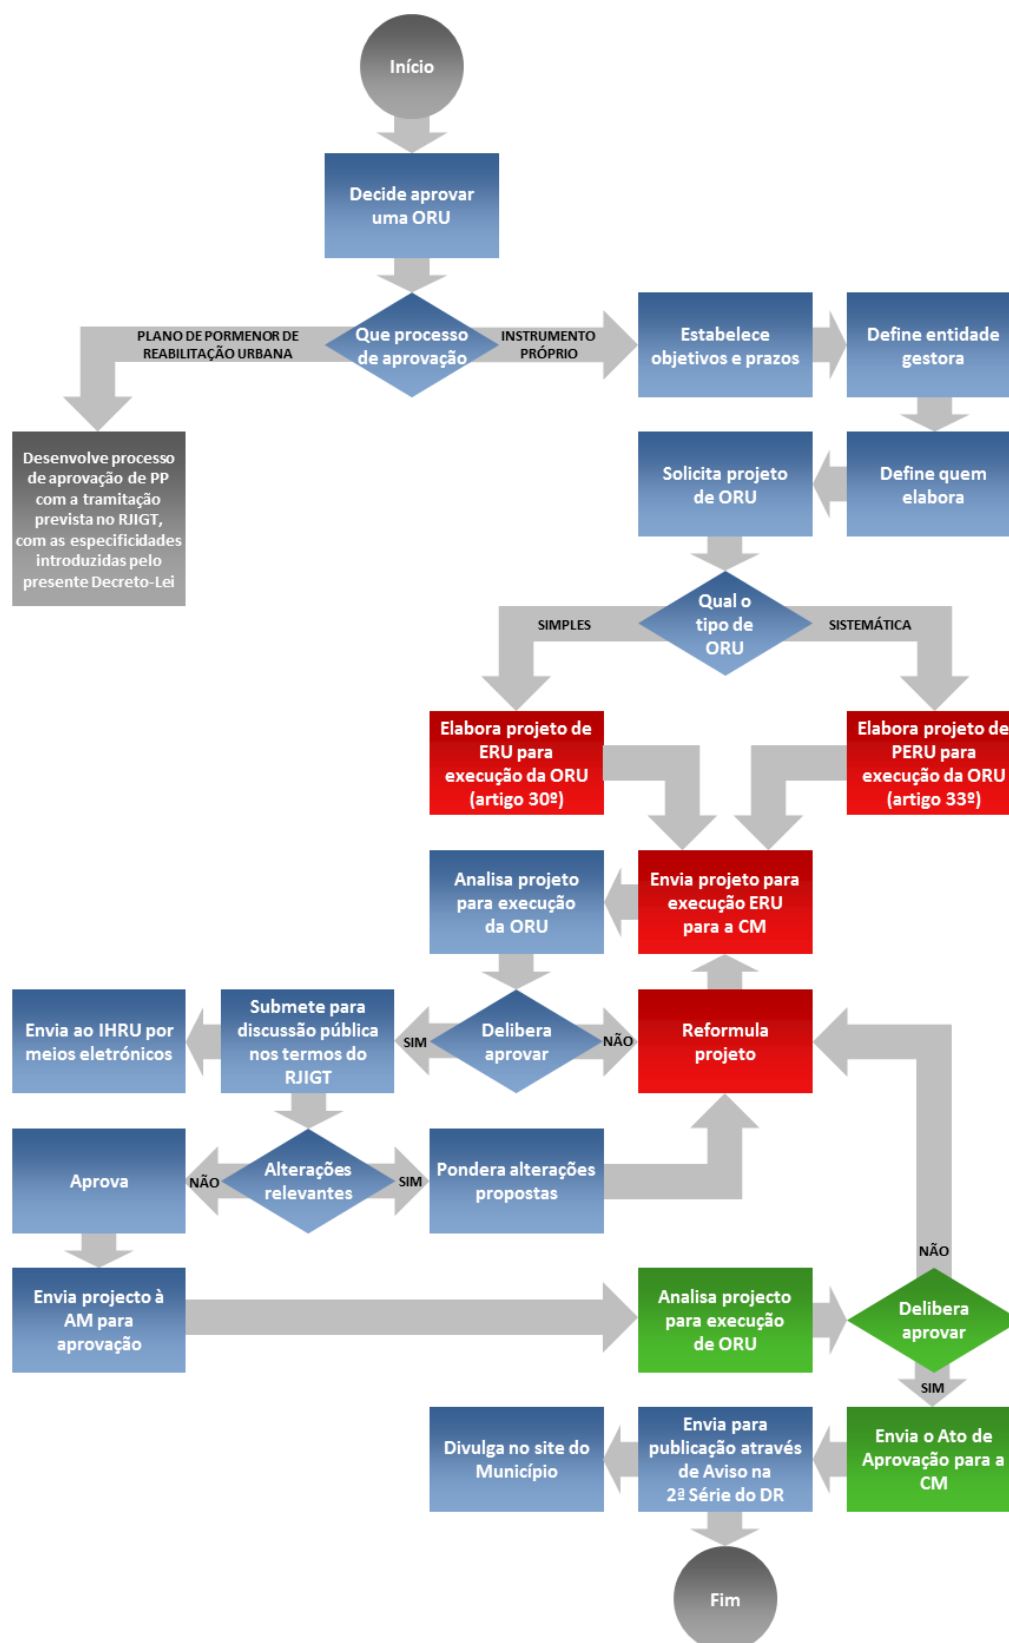 Início
Decide aprovar
uma ORU
PLANO DE PORMENOR DE
REABILITAÇÃO URBANA
Que processo
de aprovação
INSTRUMENTO
PRÓPRIO
Estabelece
objetivos e prazos
Define entidade
gestora
Desenvolve processo
de aprovação de PP
com a tramitação
prevista no RJIGT,
com as especificidades
introduzidas pelo
presente Decreto-Lei
Solicita projeto
de ORU
Define quem
elabora
SIMPLES
Qual o
tipo de
ORU
SISTEMÁTICA
Elabora projeto de
ERU para
execução da ORU
(artigo 30º)
Elabora projeto de
PERU para
execução da ORU
(artigo 33º)
Analisa projeto
para execução
da ORU
Envia projeto para
execução ERU
para a CM
Envia ao IHRU por
meios eletrónicos
Submete para
discussão pública
nos termos do
RJIGT
SIM
Delibera
aprovar
NÃO
Reformula
projeto
Aprova
NÃO
Alterações
relevantes
SIM
Pondera alterações
propostas
NÃO
Envia projecto à
AM para
aprovação
Analisa projecto
para execução
de ORU
Delibera
aprovar
SIM
Divulga no site do
Município
Envia para
publicação através
de Aviso na
2ª Série do DR
Envia o Ato de
Aprovação para a
CM
Fim